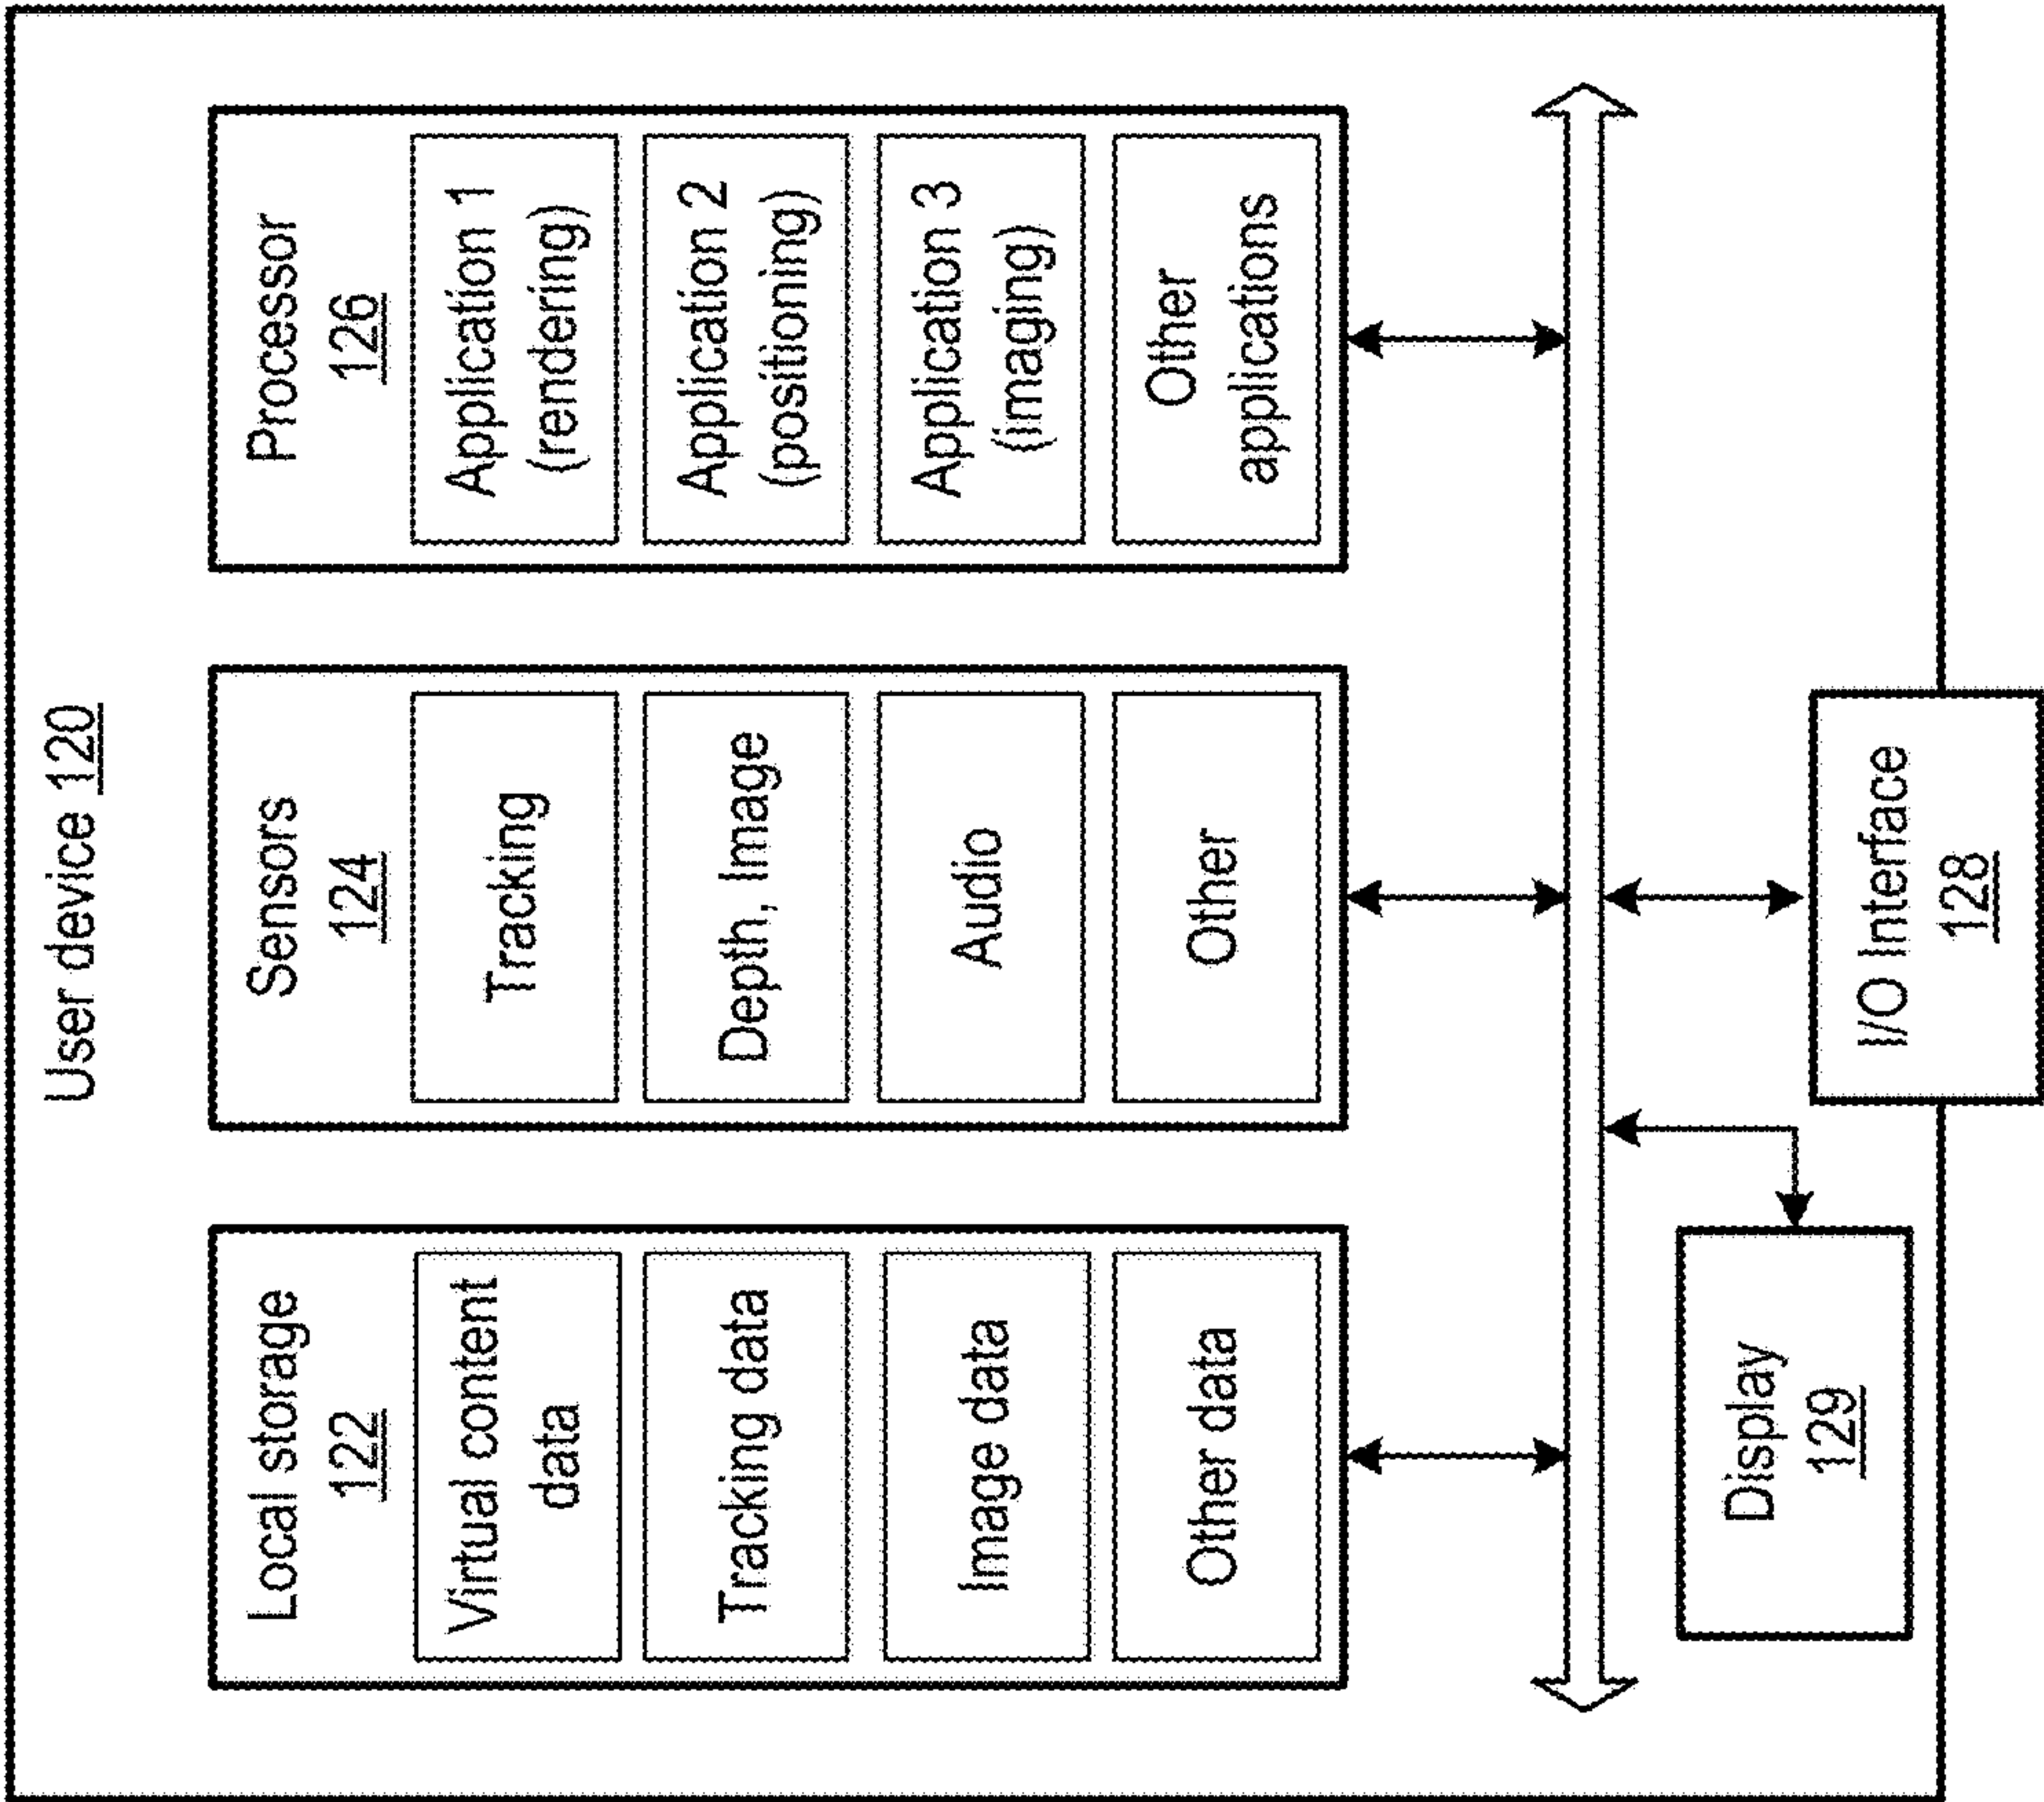 User device 120
Local storage
122
Virtual content
data
Tracking data
Image data
Other data
Sensors
124
Tracking
Depth, Image
Audio
Other
Processor
126
Application 1
(rendering)
Application 2
(positioning)
Application 3
(imaging)
Other
applications
Display
129
I/O Interface
128